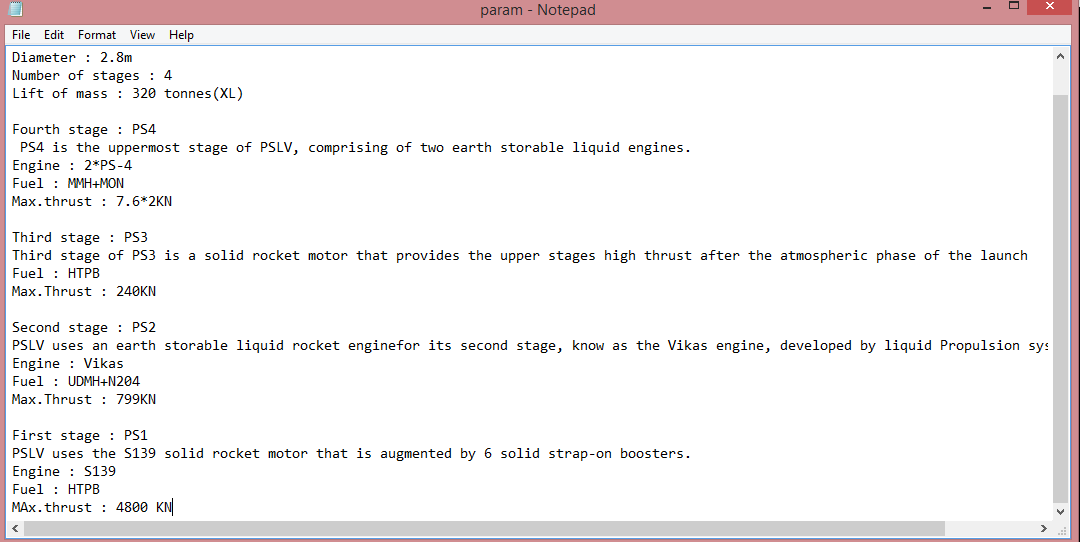 param - Notepad
File Edit Format View Help
Diameter : 2.8m
Number of stages : 4
Lift of mass : 320 tonnes(XL)
Fourth stage : PS4
PS4 is the uppermost stage of PSLV, comprising of two earth storable liquid engines.
Engine : 2*PS-4
Fuel : MMH+MON
Max.thrust : 7.6*2KN
Third stage : PS3
Third stage of PS3 is a solid rocket motor that provides the upper stages high thrust after the atmospheric phase of the launch
Fuel : HTPB
Max.Thrust : 240KN
Second stage : PS2
PSLV uses an earth storable liquid rocket enginefor its second stage, know as the Vikas engine, developed by liquid Propulsion sys
Engine : Vikas
Fuel : UDMH+N204
Max.Thrust : 799KN
First stage : PS1
PSLV uses the S139 solid rocket motor that is augmented by 6 solid strap-on boosters.
Engine : S139
Fuel : HTPB
MAx.thrust : 4800 KN